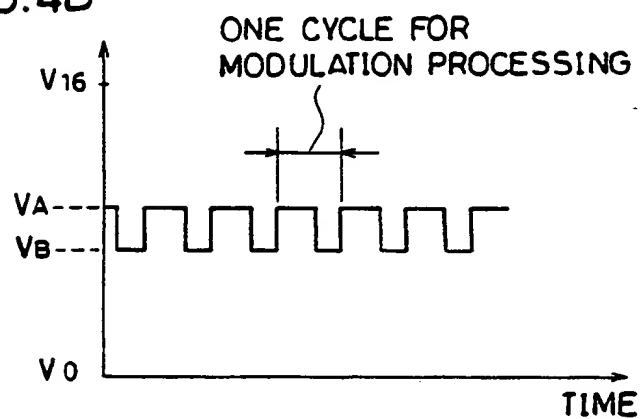 ONE CYCLE FOR
MODULATION PROCESSING
V16
VA
VB
V0
TIME